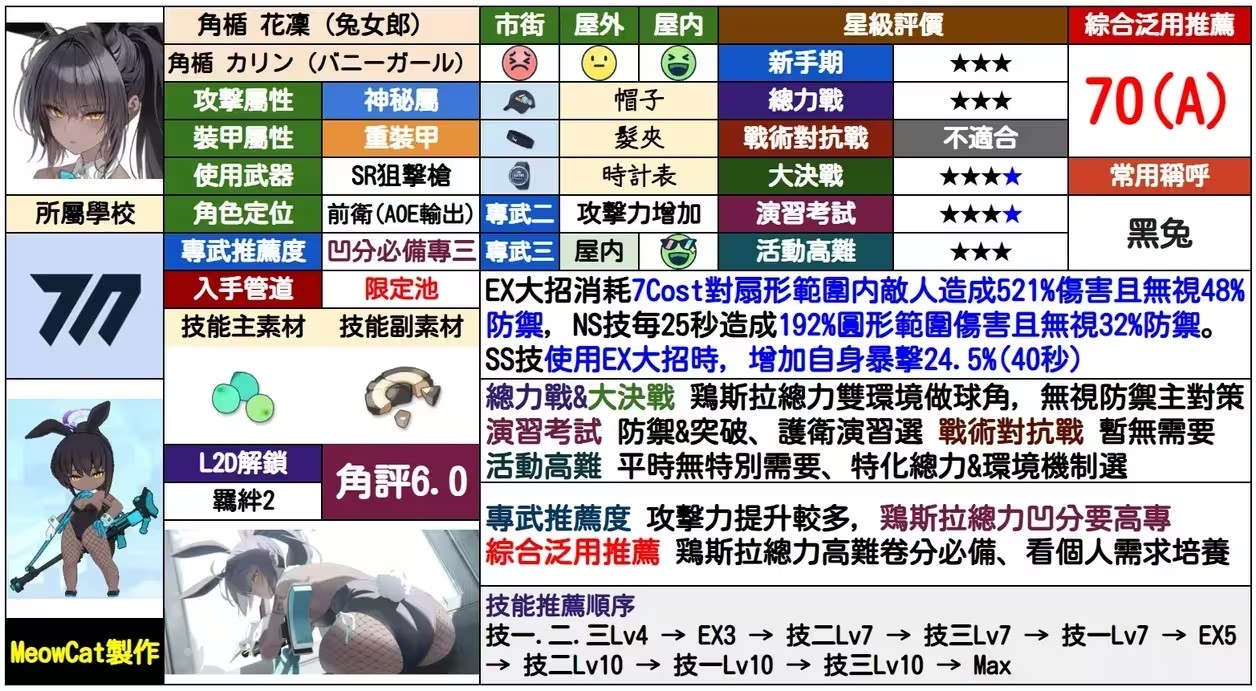 角楯 花凜（兔女郎）
角楯 カリン（バニーガール）
攻擊屬性 神秘屬
裝甲屬性 重裝甲
使用武器 SR狙擊槍
角色定位 前衛(AOE輸出)
專武推薦度 凹分必備專三
入手管道 限定池
技能主素材 技能副素材
L2D解鎖
羈絆2
角評6.0
所屬學校
MeowCat製作
市街 屋外 屋内
帽子
髮夾
時計表
專武二 攻擊力增加
專武三 屋内
星級評價
新手期 ★★★
總力戰 ★★★
戰術對抗戰 不適合
大決戰 ★★★★
演習考試 ★★★★
活動高難 ★★★
綜合泛用推薦
70(A)
常用稱呼
黑兔
EX大招消耗7Cost對扇形範圍内敵人造成521%傷害且無視48%
防禦，NS技每25秒造成192%圓形範圍傷害且無視32%防禦。
SS技使用EX大招時，增加自身暴擊24.5%(40秒)
總力戰&大決戰 鶏斯拉總力雙環境做球角，無視防禦主對策
演習考試 防禦&突破、護衛演習選 戰術對抗戰 暫無需要
活動高難 平時無特別需要、特化總力&環境機制選
專武推薦度 攻擊力提升較多，鶏斯拉總力凹分要高專
綜合泛用推薦 鶏斯拉總力高難卷分必備、看個人需求培養
技能推薦順序
技一.二.三Lv4 → EX3 → 技二Lv7 → 技三Lv7 → 技一Lv7 → EX5
→ 技二Lv10 → 技一Lv10 → 技三Lv10 → Max